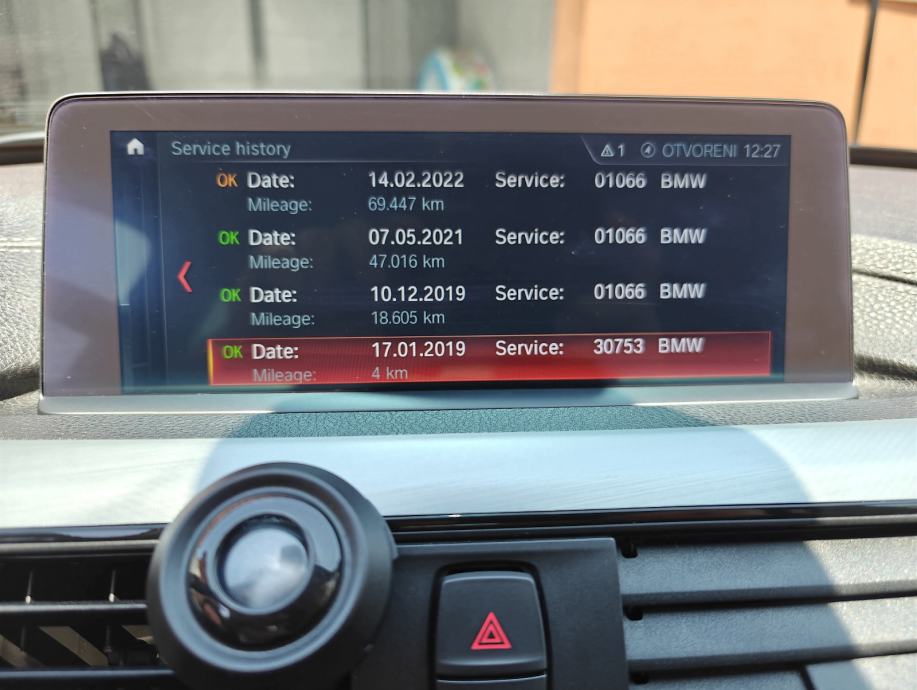 Service history 1 OTVORENI 12:27
OK Date: 14.02.2022 Service: 01066 BMW
Mileage: 69.447 km
OK Date: 07.05.2021 Service: 01066 BMW
Mileage: 47.016 km
OK Date: 10.12.2019 Service: 01066 BMW
Mileage: 18.605 km
OK Date: 17.01.2019 Service: 30753 BMW
Mileage: 4 km